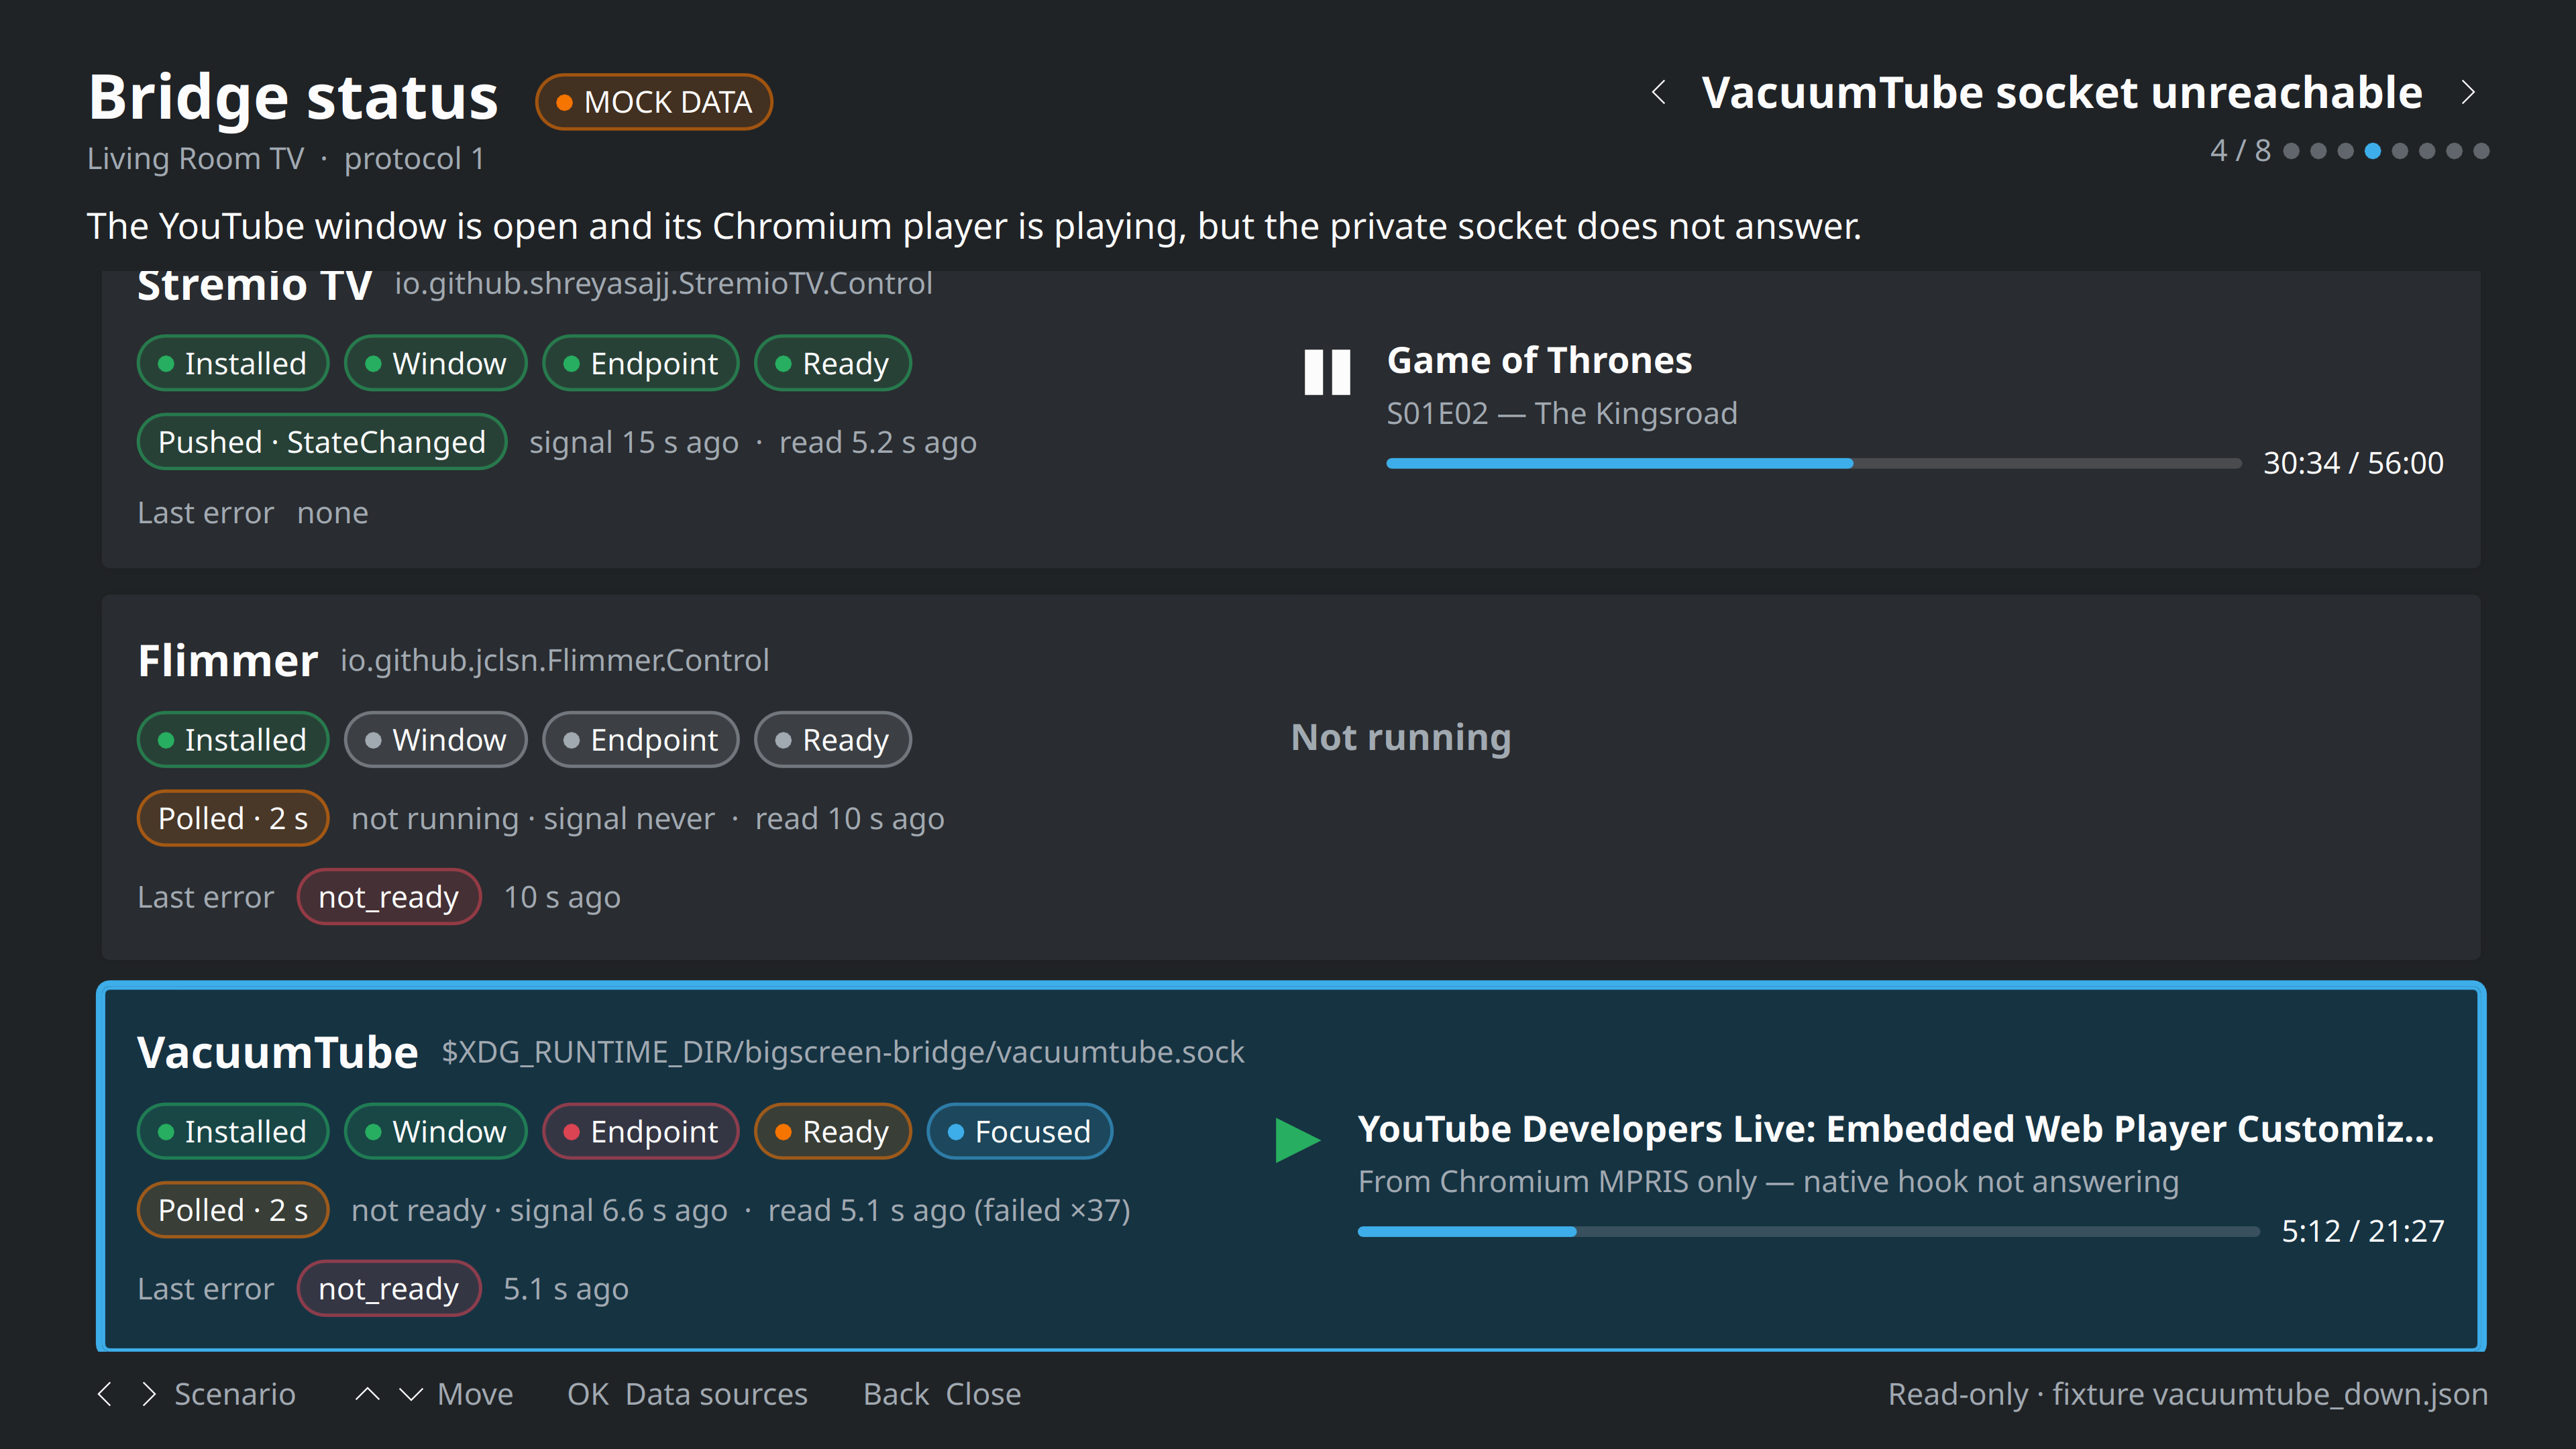 Bridge status
MOCK DATA
VacuumTube socket unreachable
Living Room TV · protocol 1
4 / 8
The YouTube window is open and its Chromium player is playing, but the private socket does not answer.
Stremio TV io.github.shreyasajj.StremioTV.Control
Installed Window Endpoint Ready
Game of Thrones
S01E02 — The Kingsroad
Pushed · StateChanged signal 15 s ago · read 5.2 s ago
30:34 / 56:00
Last error none
Flimmer io.github.jclsn.Flimmer.Control
Installed Window Endpoint Ready
Not running
Polled · 2 s not running · signal never · read 10 s ago
Last error not_ready 10 s ago
VacuumTube $XDG_RUNTIME_DIR/bigscreen-bridge/vacuumtube.sock
Installed Window Endpoint Ready Focused
YouTube Developers Live: Embedded Web Player Customiz...
From Chromium MPRIS only — native hook not answering
Polled · 2 s not ready · signal 6.6 s ago · read 5.1 s ago (failed ×37)
5:12 / 21:27
Last error not_ready 5.1 s ago
Scenario Move OK Data sources Back Close
Read-only · fixture vacuumtube_down.json